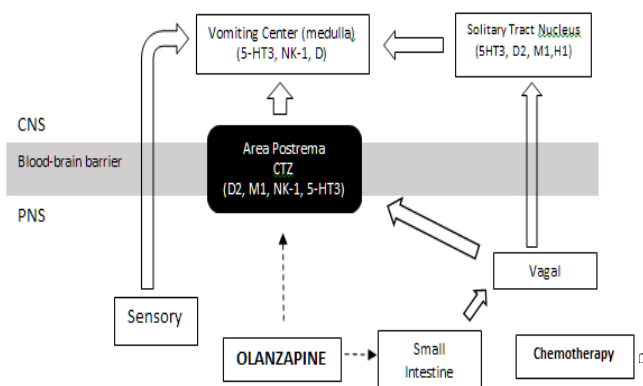 Vomiting Center (medulla)
(5-HT3, NK-1, D)
Solitary Tract Nucleus
(5HT3, D2, M1,H1)
CNS
Blood-brain barrier
PNS
Area Postrema
CTZ
(D2, M1, NK-1, 5-HT3)
Vagal
Sensory
OLANZAPINE
Small
Intestine
Chemotherapy